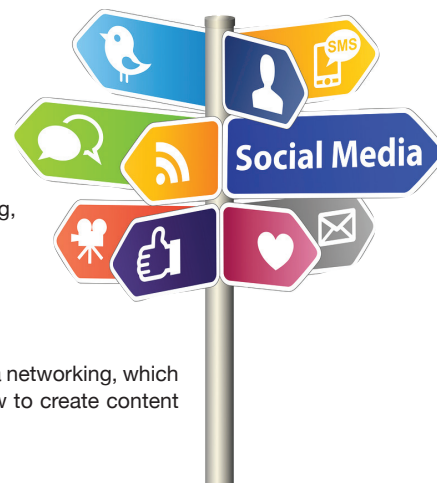 SMS
Social Media
g,
networking, which
w to create content